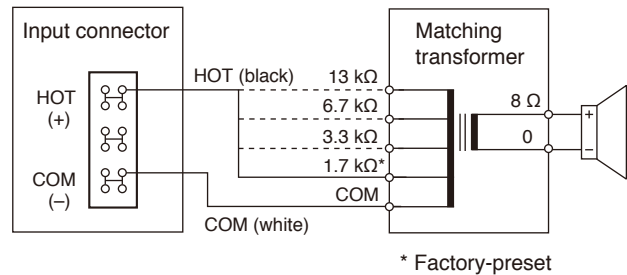 Input connector
HOT
(+)
COM
(–)
HOT (black)
COM (white)
13 kΩ
6.7 kΩ
3.3 kΩ
1.7 kΩ*
COM
Matching
transformer
8 Ω
0
+
–
* Factory-preset